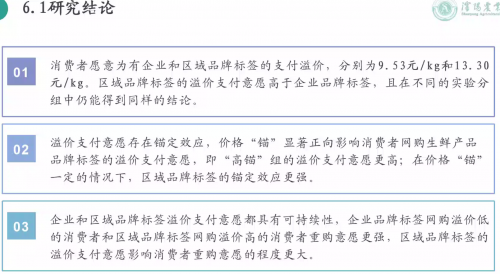 6.1研究结论
01
消费者愿意为有企业和区域品牌标签的支付溢价，分别为9.53元/kg和13.30
元/kg。区域品牌标签的溢价支付意愿高于企业品牌标签，且在不同的实验分
组中仍能得到同样的结论。
02
溢价支付意愿存在锚定效应，价格“锚”显著正向影响消费者网购生鲜产品
品牌标签的溢价支付意愿，即“高锚”组的溢价支付意愿更高；在价格“锚”
一定的情况下，区域品牌标签的锚定效应更强。
03
企业和区域品牌标签溢价支付意愿都具有可持续性，企业品牌标签网购溢价低
的消费者和区域品牌标签网购溢价高的消费者重购意愿更强，区域品牌标签的
溢价支付意愿影响消费者重购意愿的程度更大。